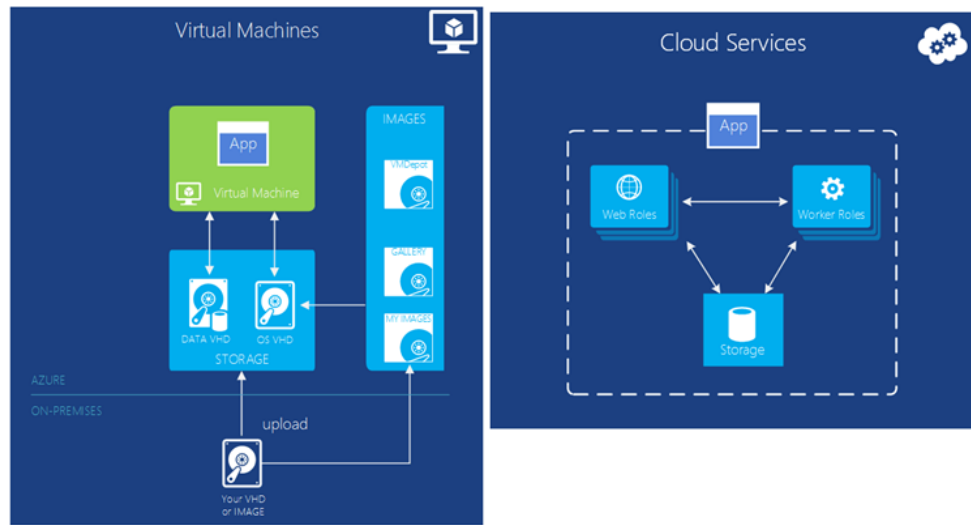 Virtual Machines
App
Virtual Machine
IMAGES
VMDepot
GALLERY
MY IMAGES
DATA VHD
OS VHD
STORAGE
AZURE
ON-PREMISES
upload
Your VHD
or IMAGE
Cloud Services
App
Web Roles
Worker Roles
Storage